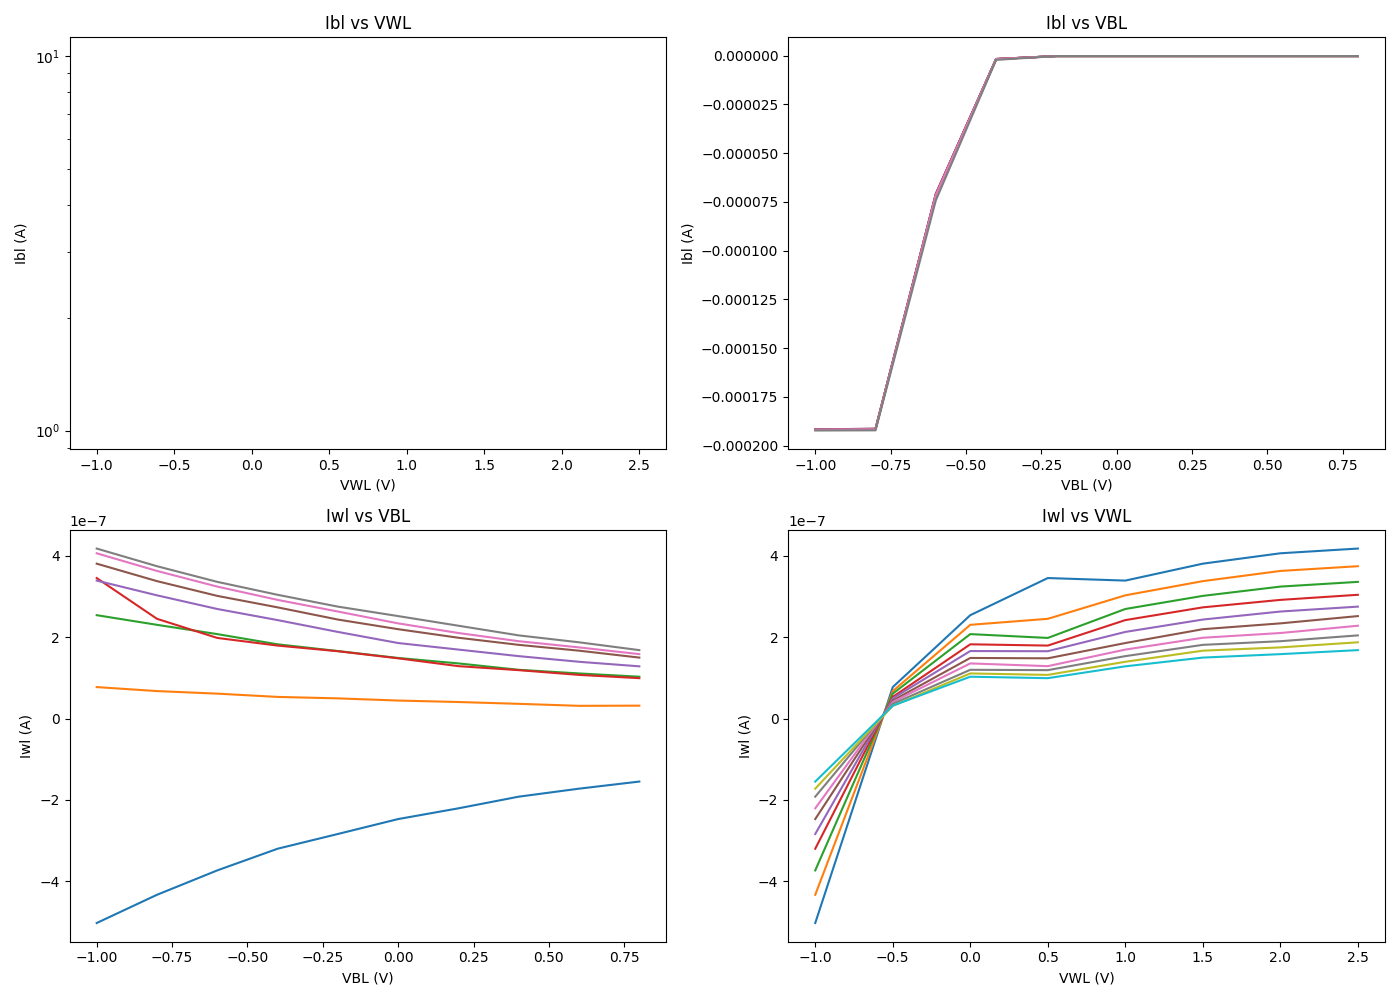 Ibl vs VWL
10¹
10⁰
Ibl (A)
−1.0 −0.5 0.0 0.5 1.0 1.5 2.0 2.5
VWL (V)
Ibl vs VBL
0.000000
−0.000025
−0.000050
−0.000075
−0.000100
−0.000125
−0.000150
−0.000175
−0.000200
Ibl (A)
−1.00 −0.75 −0.50 −0.25 0.00 0.25 0.50 0.75
VBL (V)
Iwl vs VBL
1e−7
4
2
0
−2
−4
Iwl (A)
−1.00 −0.75 −0.50 −0.25 0.00 0.25 0.50 0.75
VBL (V)
Iwl vs VWL
1e−7
4
2
0
−2
−4
Iwl (A)
−1.0 −0.5 0.0 0.5 1.0 1.5 2.0 2.5
VWL (V)